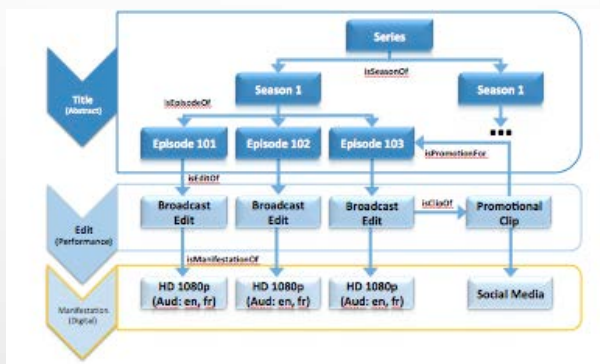 Series
isSeasonOf
Title
(Abstract)
Season 1
Season 1
isEpisodeOf
...
Episode 101
Episode 102
Episode 103
isPromotionFor
isEditOf
Edit
(Performance)
Broadcast
Edit
Broadcast
Edit
Broadcast
Edit
isClipOf
Promotional
Clip
isManifestationOf
Manifestation
(Digital)
HD 1080p
(Aud: en, fr)
HD 1080p
(Aud: en, fr)
HD 1080p
(Aud: en, fr)
Social Media